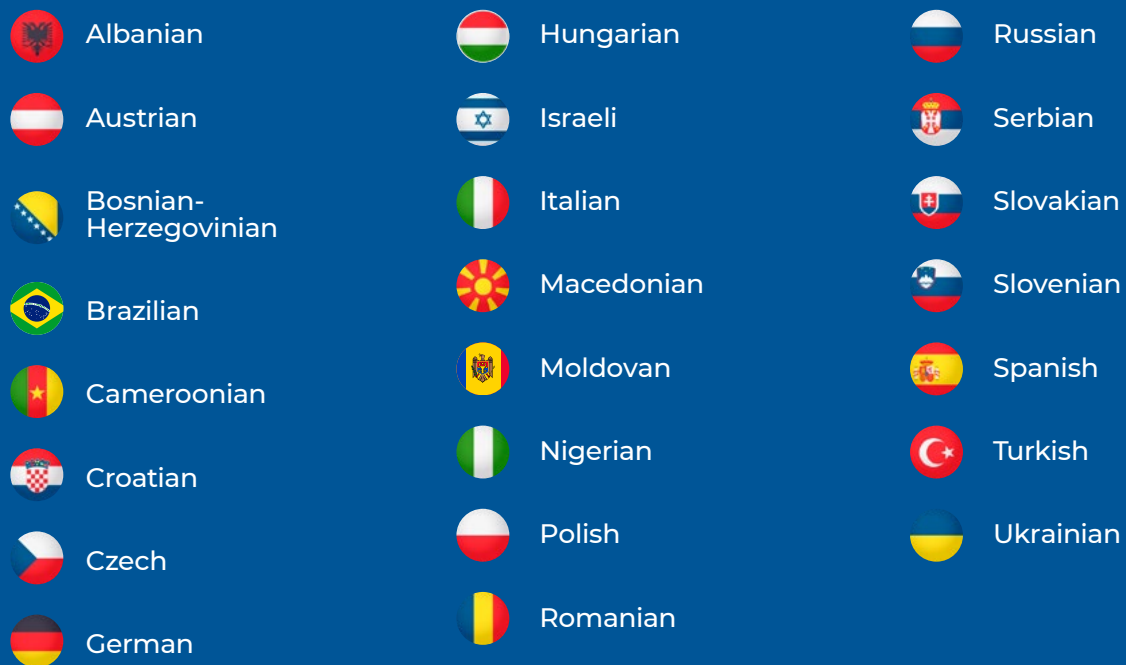 Albanian
Austrian
Bosnian-
Herzegovinian
Brazilian
Cameroonian
Croatian
Czech
German
Hungarian
Israeli
Italian
Macedonian
Moldovan
Nigerian
Polish
Romanian
Russian
Serbian
Slovakian
Slovenian
Spanish
Turkish
Ukrainian